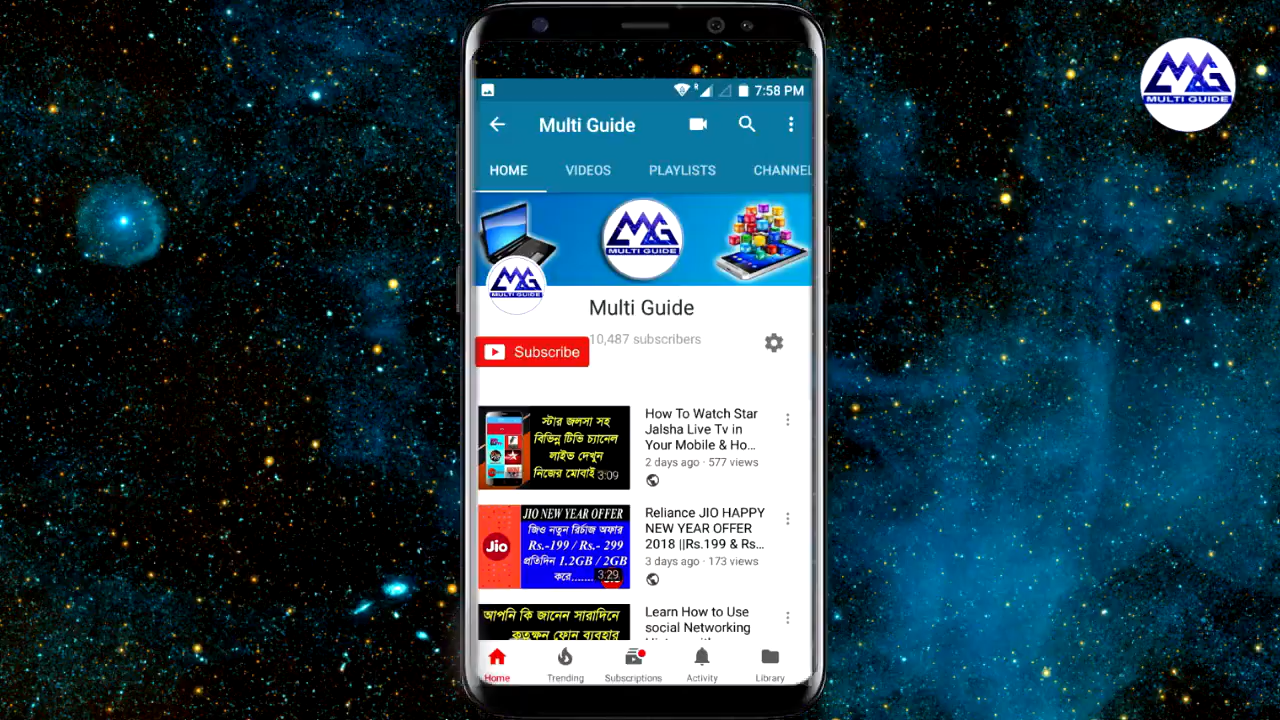 7:58 PM
Multi Guide
HOME VIDEOS PLAYLISTS CHANNEL
MULTI GUIDE
MULTI GUIDE
MULTI GUIDE
Multi Guide
10,487 subscribers
Subscribe
স্টার জলসা সহ
বিভিন্ন টিভি চ্যানেল
লাইভ দেখুন
নিজের মোবাই
3:09
How To Watch Star
Jalsha Live Tv in
Your Mobile & Ho...
2 days ago · 577 views
JIO NEW YEAR OFFER
জিও নতুন রির্চাজ অফার
Rs.-199 / Rs.- 299
প্রতিদিন 1.2GB / 2GB
করে.......
Jio
3:29
Reliance JIO HAPPY
NEW YEAR OFFER
2018 ||Rs.199 & Rs...
3 days ago · 173 views
আপনি কি জানেন সারাদিনে
কতক্ষন ফোন ব্যবহার
Learn How to Use
social Networking
Home Trending Subscriptions Activity Library